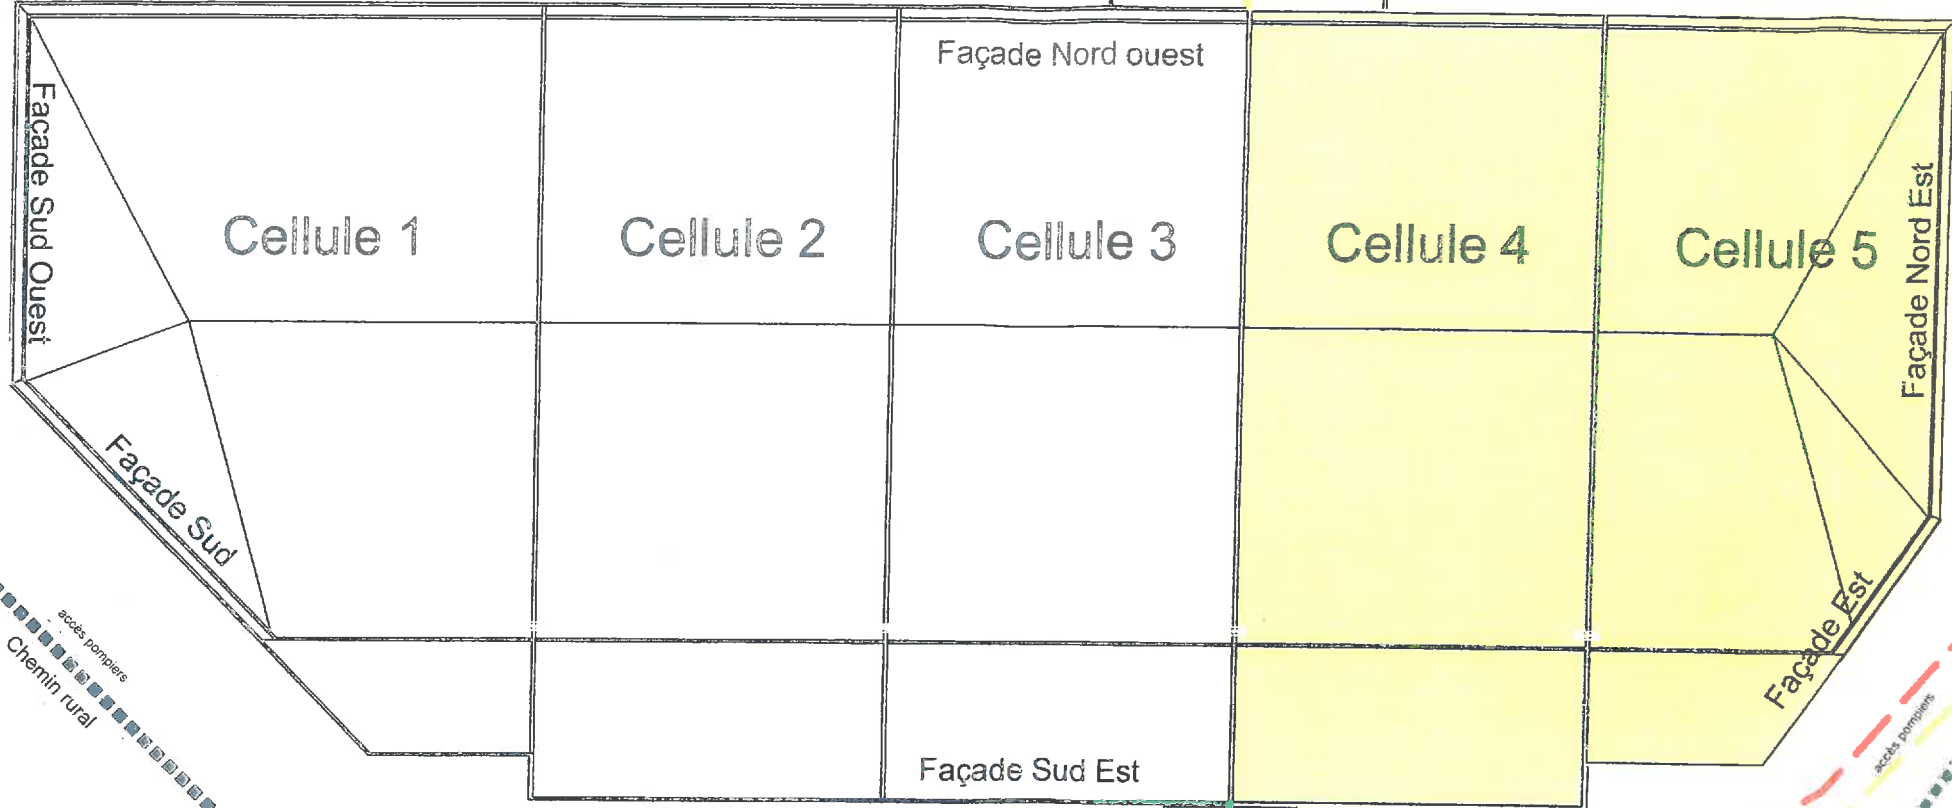 Façade Nord ouest
Façade Sud Ouest
Cellule 1
Cellule 2
Cellule 3
Cellule 4
Cellule 5
Façade Nord Est
Façade Sud
Façade Est
accès pompiers
Chemin rural
Façade Sud Est
accès pompiers